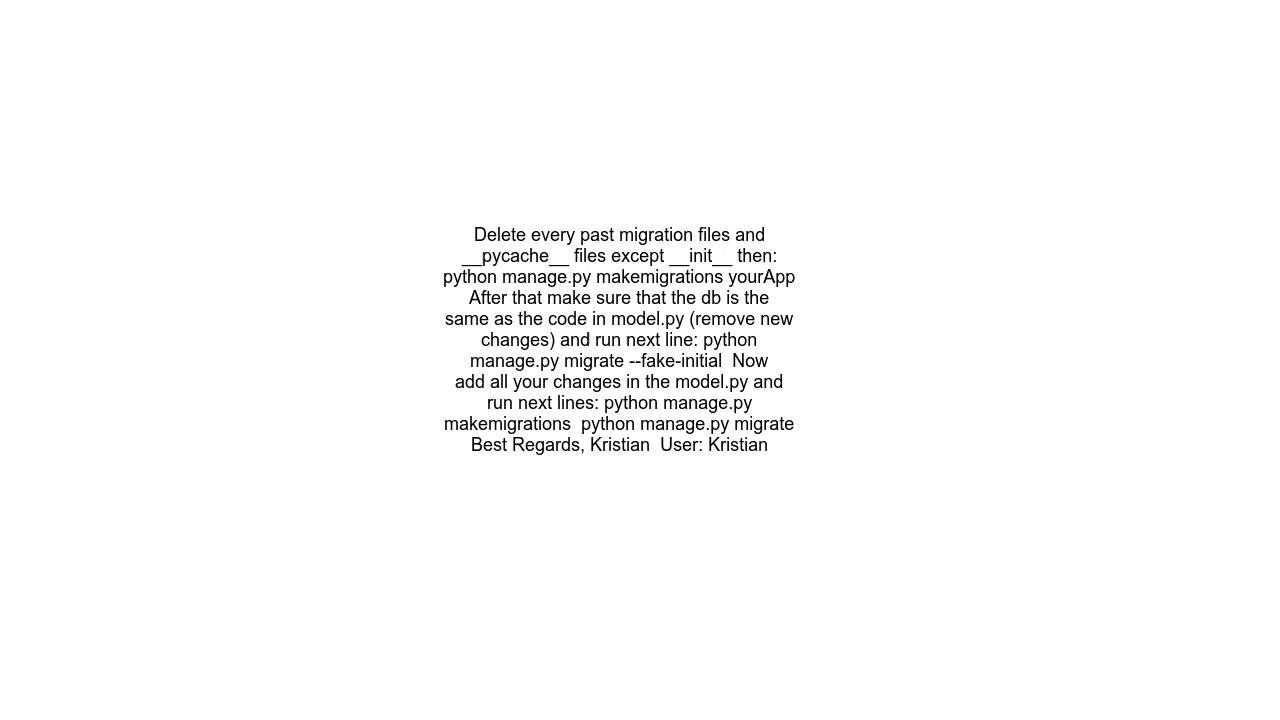 Delete every past migration files and
__pycache__ files except __init__ then:
python manage.py makemigrations yourApp
After that make sure that the db is the
same as the code in model.py (remove new
changes) and run next line: python
manage.py migrate --fake-initial  Now
add all your changes in the model.py and
run next lines: python manage.py
makemigrations  python manage.py migrate
Best Regards, Kristian  User: Kristian